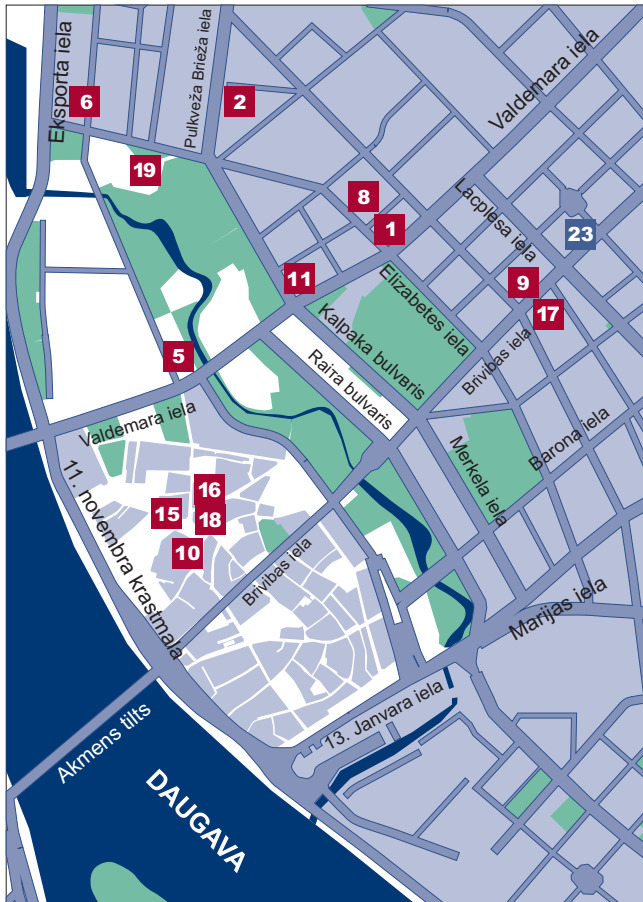 Eksporta iela
Pulkveža Brieža iela
Valdemara iela
6
2
19
8
Lacplesa iela
1
23
11
Elizabetes iela
9
17
Kalpaka bulvвris
5
Raiтa bulvaris
Brivibas iela
Valdemara iela
Merkela iela
Barona iela
16
15
18
11. novembra krastmala
10
Brivibas iela
Marijas iela
13. Janvara iela
Akmens tilts
DAUGAVA